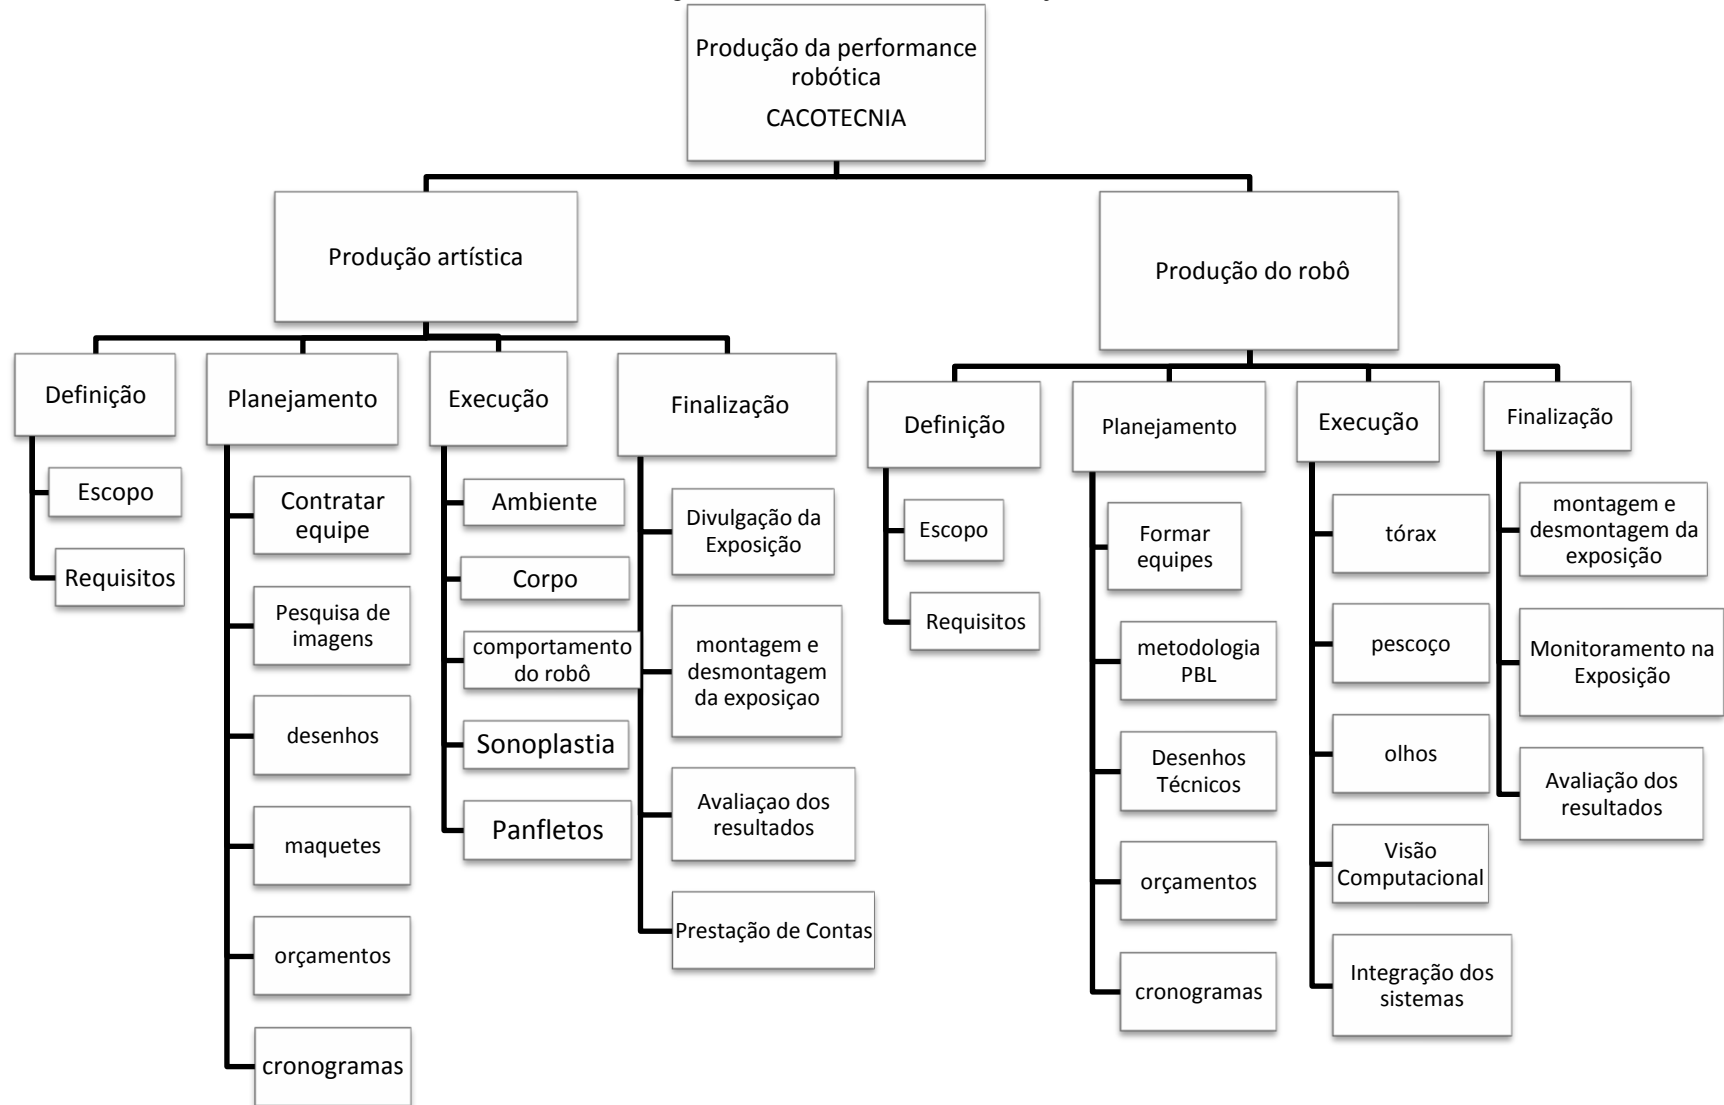 Produção da performance
robótica
CACOTECNIA
Produção artística
Produção do robô
Definição
Planejamento
Execução
Finalização
Escopo
Requisitos
Contratar
equipe
Pesquisa de
imagens
desenhos
maquetes
orçamentos
cronogramas
Ambiente
Corpo
comportamento
do robô
Sonoplastia
Panfletos
Divulgação da
Exposição
montagem e
desmontagem
da exposiçao
Avaliaçao dos
resultados
Prestação de Contas
Definição
Planejamento
Execução
Finalização
Escopo
Requisitos
Formar
equipes
metodologia
PBL
Desenhos
Técnicos
orçamentos
cronogramas
tórax
pescoço
olhos
Visão
Computacional
Integração dos
sistemas
montagem e
desmontagem da
exposição
Monitoramento na
Exposição
Avaliação dos
resultados